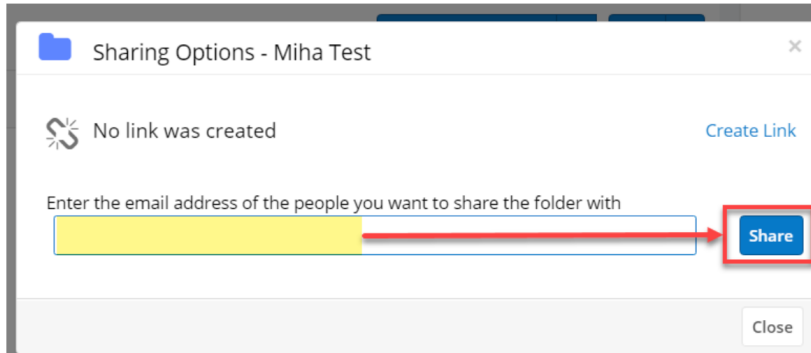 Sharing Options - Miha Test
No link was created
Create Link
Enter the email address of the people you want to share the folder with
Share
Close